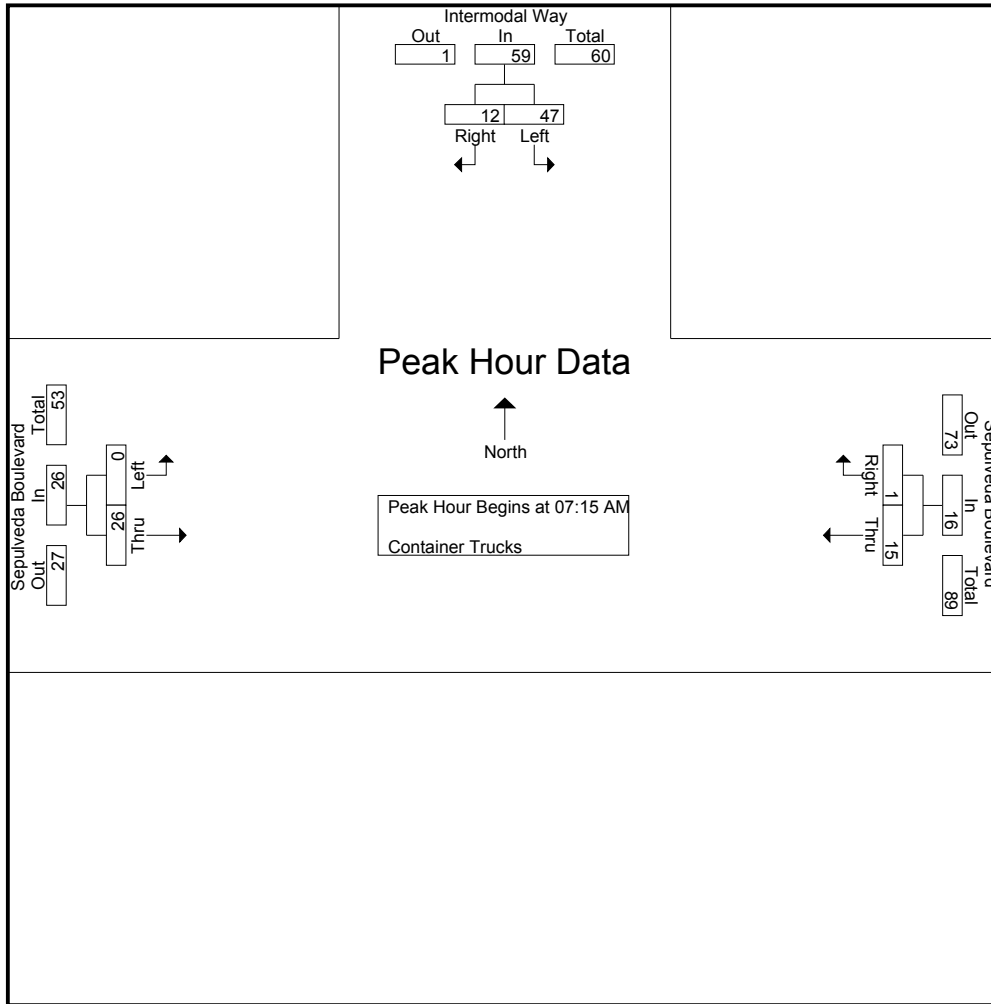 Intermodal Way
Out In Total
1 59 60
12 47
Right Left
Peak Hour Data
North
Peak Hour Begins at 07:15 AM
Container Trucks
Sepulveda Boulevard
Total In Out
53 26 27
0 26
Left Thru
Sepulveda Boulevard
Out In Total
73 16 89
1 15
Right Thru